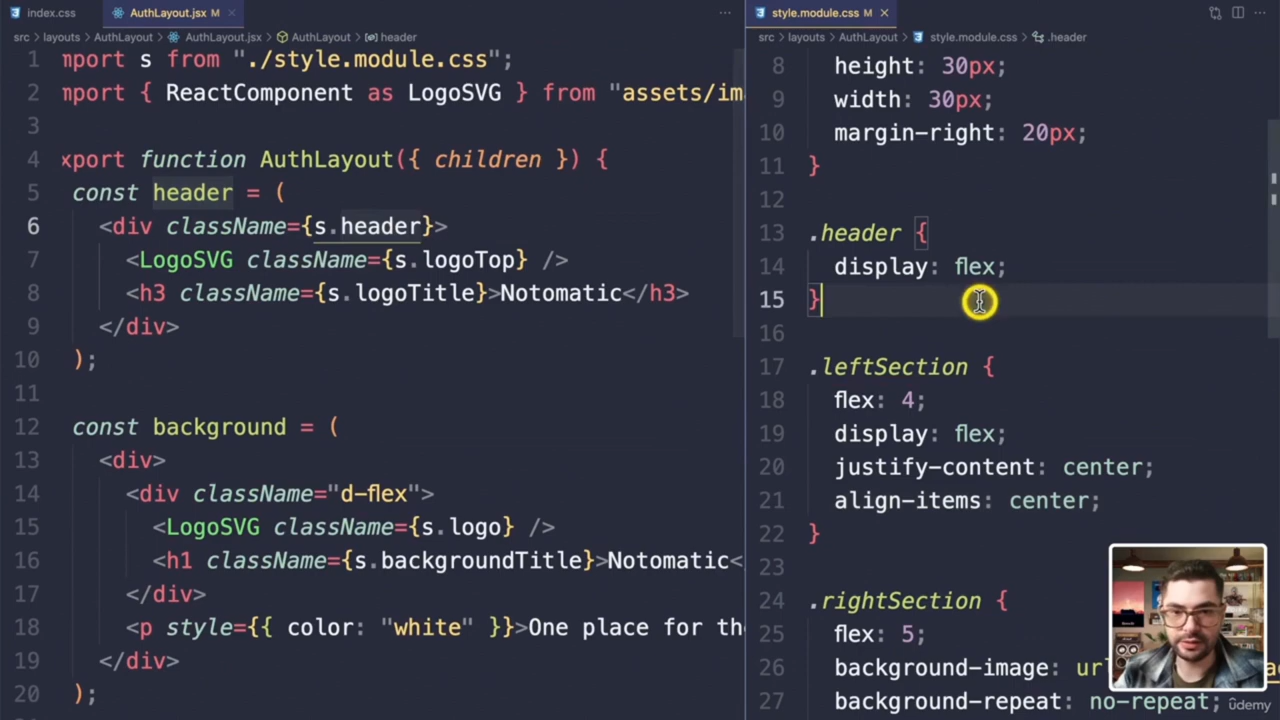 index.css
AuthLayout.jsx M ×
src > layouts > AuthLayout > AuthLayout.jsx > AuthLayout > header
1 mport s from "./style.module.css";
2 mport { ReactComponent as LogoSVG } from "assets/ima
3
4 xport function AuthLayout({ children }) {
5 const header = (
6 <div className={s.header}>
7 <LogoSVG className={s.logoTop} />
8 <h3 className={s.logoTitle}>Notomatic</h3>
9 </div>
10 );
11
12 const background = (
13 <div>
14 <div className="d-flex">
15 <LogoSVG className={s.logo} />
16 <h1 className={s.backgroundTitle}>Notomatic</
17 </div>
18 <p style={{ color: "white" }}>One place for the
19 </div>
20 );
style.module.css M ×
src > layouts > AuthLayout > style.module.css > .header
8 height: 30px;
9 width: 30px;
10 margin-right: 20px;
11 }
12
13 .header {
14 display: flex;
15 }
16
17 .leftSection {
18 flex: 4;
19 display: flex;
20 justify-content: center;
21 align-items: center;
22 }
23
24 .rightSection {
25 flex: 5;
26 background-image: ur
27 background-repeat: no-repeat;
udemy